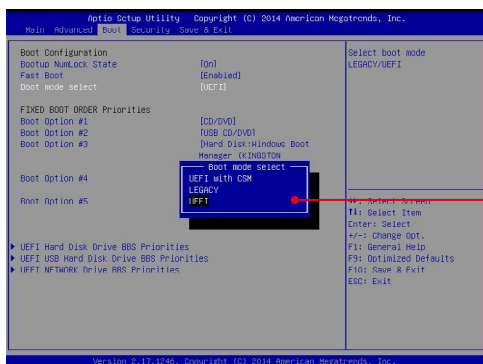 Aptio Setup Utility Copyright (C) 2014 American Megatrends, Inc.
Main Advanced Boot Security Save & Exit
Boot Configuration
Bootup NumLock State [On]
Fast Boot [Enabled]
Boot mode select [UEFI]
FIXED BOOT ORDER Priorities
Boot Option #1 [CD/DVD]
Boot Option #2 [USB CD/DVD]
Boot Option #3 [Hard Disk:Windows Boot
Manager (KINGSTON
Boot Option #4
Boot Option #5
Boot mode select
UEFI with CSM
LEGACY
UEFI
UEFI Hard Disk Drive BBS Priorities
UEFI USB Hard Disk Drive BBS Priorities
UEFI NETWORK Drive BBS Priorities
Select boot mode
LEGACY/UEFI
Select Screen
↑↓: Select Item
Enter: Select
+/-: Change Opt.
F1: General Help
F9: Optimized Defaults
F10: Save & Exit
ESC: Exit
Version 2.17.1246. Copyright (C) 2014 American Megatrends, Inc.